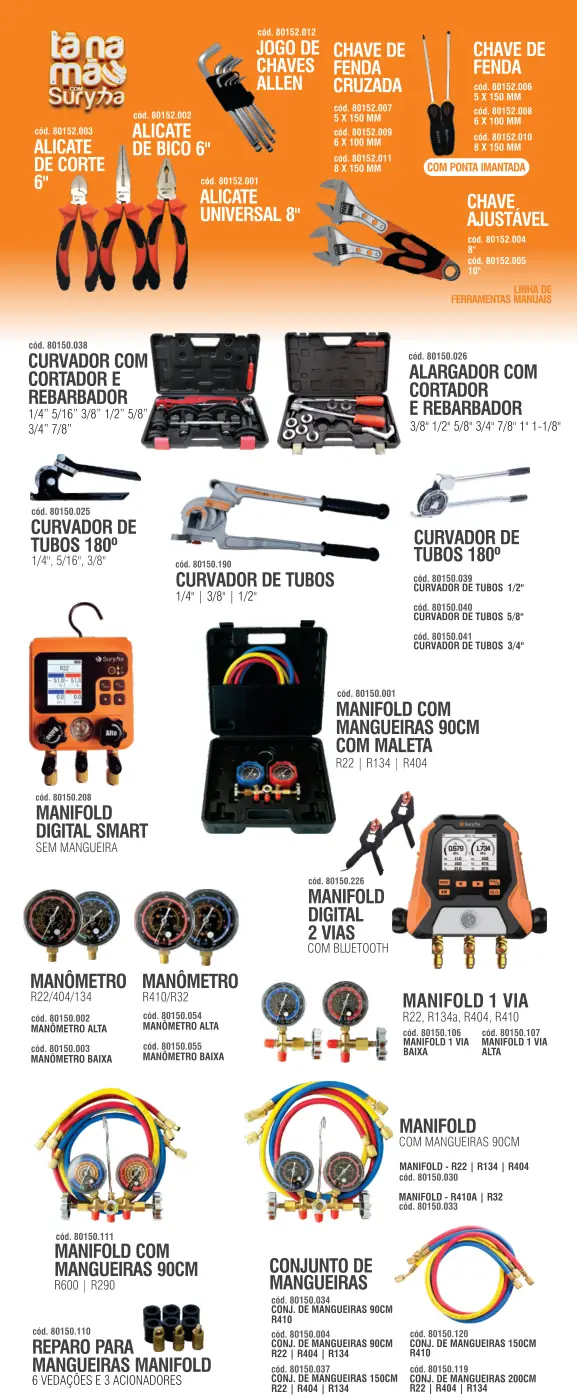 tá na
mão
COM
Suryha
cód. 80152.012
JOGO DE
CHAVES
ALLEN
CHAVE DE
FENDA
CRUZADA
cód. 80152.007
5 X 150 MM
cód. 80152.009
6 X 100 MM
cód. 80152.011
8 X 150 MM
CHAVE DE
FENDA
cód. 80152.006
5 X 150 MM
cód. 80152.008
6 X 100 MM
cód. 80152.010
8 X 150 MM
COM PONTA IMANTADA
cód. 80152.003
ALICATE
DE CORTE
6"
cód. 80152.002
ALICATE
DE BICO 6"
cód. 80152.001
ALICATE
UNIVERSAL 8"
CHAVE
AJUSTÁVEL
cód. 80152.004
8"
cód. 80152.005
10"
LINHA DE
FERRAMENTAS MANUAIS
cód. 80150.038
CURVADOR COM
CORTADOR E
REBARBADOR
1/4” 5/16” 3/8” 1/2” 5/8”
3/4” 7/8”
cód. 80150.026
ALARGADOR COM
CORTADOR
E REBARBADOR
3/8" 1/2" 5/8" 3/4" 7/8" 1" 1-1/8"
cód. 80150.025
CURVADOR DE
TUBOS 180º
1/4", 5/16", 3/8"
cód. 80150.190
CURVADOR DE TUBOS
1/4" | 3/8" | 1/2"
CURVADOR DE
TUBOS 180º
cód. 80150.039
CURVADOR DE TUBOS 1/2"
cód. 80150.040
CURVADOR DE TUBOS 5/8"
cód. 80150.041
CURVADOR DE TUBOS 3/4"
Suryha
R32
Alto
cód. 80150.208
MANIFOLD
DIGITAL SMART
SEM MANGUEIRA
cód. 80150.001
MANIFOLD COM
MANGUEIRAS 90CM
COM MALETA
R22 | R134 | R404
cód. 80150.226
MANIFOLD
DIGITAL
2 VIAS
COM BLUETOOTH
Suryha
0.579
1.734
MANÔMETRO
R22/404/134
cód. 80150.002
MANÔMETRO ALTA
cód. 80150.003
MANÔMETRO BAIXA
MANÔMETRO
R410/R32
cód. 80150.054
MANÔMETRO ALTA
cód. 80150.055
MANÔMETRO BAIXA
MANIFOLD 1 VIA
R22, R134a, R404, R410
cód. 80150.106
MANIFOLD 1 VIA
BAIXA
cód. 80150.107
MANIFOLD 1 VIA
ALTA
cód. 80150.111
MANIFOLD COM
MANGUEIRAS 90CM
R600 | R290
MANIFOLD
COM MANGUEIRAS 90CM
MANIFOLD - R22 | R134 | R404
cód. 80150.030
MANIFOLD - R410A | R32
cód. 80150.033
cód. 80150.110
REPARO PARA
MANGUEIRAS MANIFOLD
6 VEDAÇÕES E 3 ACIONADORES
CONJUNTO DE
MANGUEIRAS
cód. 80150.034
CONJ. DE MANGUEIRAS 90CM
R410
cód. 80150.004
CONJ. DE MANGUEIRAS 90CM
R22 | R404 | R134
cód. 80150.037
CONJ. DE MANGUEIRAS 150CM
R22 | R404 | R134
cód. 80150.120
CONJ. DE MANGUEIRAS 150CM
R410
cód. 80150.119
CONJ. DE MANGUEIRAS 200CM
R22 | R404 | R134